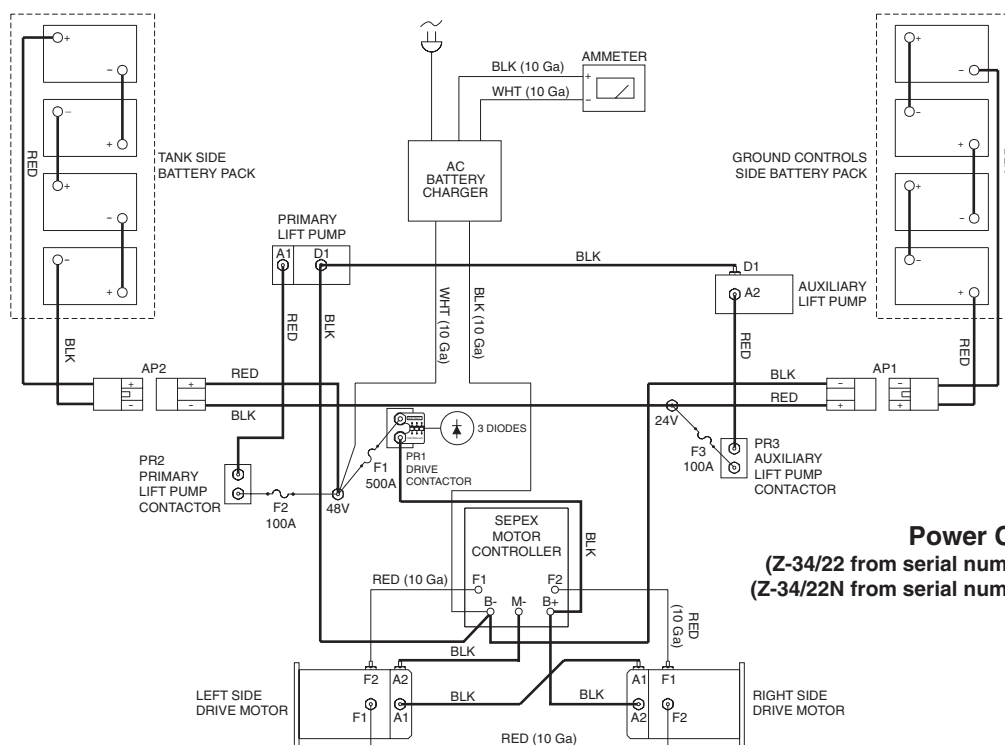 AMMETER
BLK (10 Ga)
WHT (10 Ga)
+
−
AC
BATTERY
CHARGER
+
−
−
+
+
−
−
+
RED
TANK SIDE
BATTERY PACK
GROUND CONTROLS
SIDE BATTERY PACK
−
−
−
−
+
PRIMARY
LIFT PUMP
A1 D1
BLK
D1
A2
AUXILIARY
LIFT PUMP
BLK
RED
BLK
WHT (10 Ga)
BLK (10 Ga)
RED
RED
AP2
+
−
+
−
RED
BLK
BLK
RED
AP1
−
+
−
+
24V
F3
100A
PR3
AUXILIARY
LIFT PUMP
CONTACTOR
3 DIODES
PR1
DRIVE
CONTACTOR
F1
500A
PR2
PRIMARY
LIFT PUMP
CONTACTOR
F2
100A
48V
SEPEX
MOTOR
CONTROLLER
F1 F2
B- M- B+
BLK
RED (10 Ga)
RED
(10 Ga)
Power
(Z-34/22 from serial num
(Z-34/22N from serial num
BLK
F2 A2
F1 A1
LEFT SIDE
DRIVE MOTOR
BLK
BLK
A1 F1
A2 F2
RIGHT SIDE
DRIVE MOTOR
RED (10 Ga)